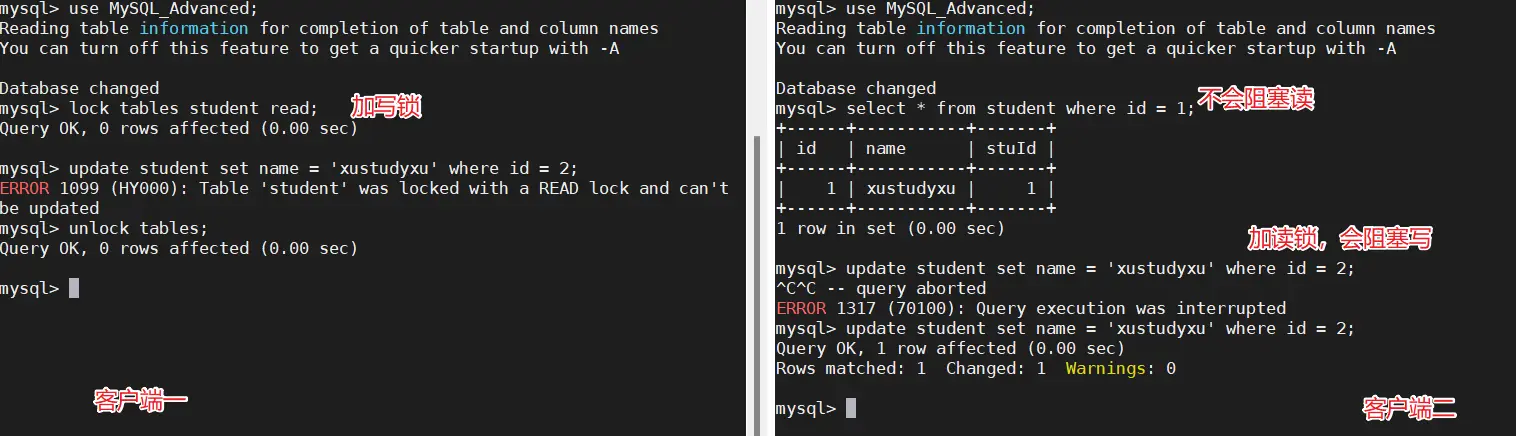 mysql> use MySQL_Advanced;
Reading table information for completion of table and column names
You can turn off this feature to get a quicker startup with -A
Database changed
mysql> lock tables student read; 加写锁
Query OK, 0 rows affected (0.00 sec)
mysql> update student set name = 'xustudyxu' where id = 2;
ERROR 1099 (HY000): Table 'student' was locked with a READ lock and can't
be updated
mysql> unlock tables;
Query OK, 0 rows affected (0.00 sec)
mysql>
客户端一
mysql> use MySQL_Advanced;
Reading table information for completion of table and column names
You can turn off this feature to get a quicker startup with -A
Database changed
mysql> select * from student where id = 1; 不会阻塞读
+------+-----------+-------+
| id   | name      | stuId |
+------+-----------+-------+
|    1 | xustudyxu |     1 |
+------+-----------+-------+
1 row in set (0.00 sec)
加读锁，会阻塞写
mysql> update student set name = 'xustudyxu' where id = 2;
^C^C -- query aborted
ERROR 1317 (70100): Query execution was interrupted
mysql> update student set name = 'xustudyxu' where id = 2;
Query OK, 1 row affected (0.00 sec)
Rows matched: 1  Changed: 1  Warnings: 0
mysql>
客户端二